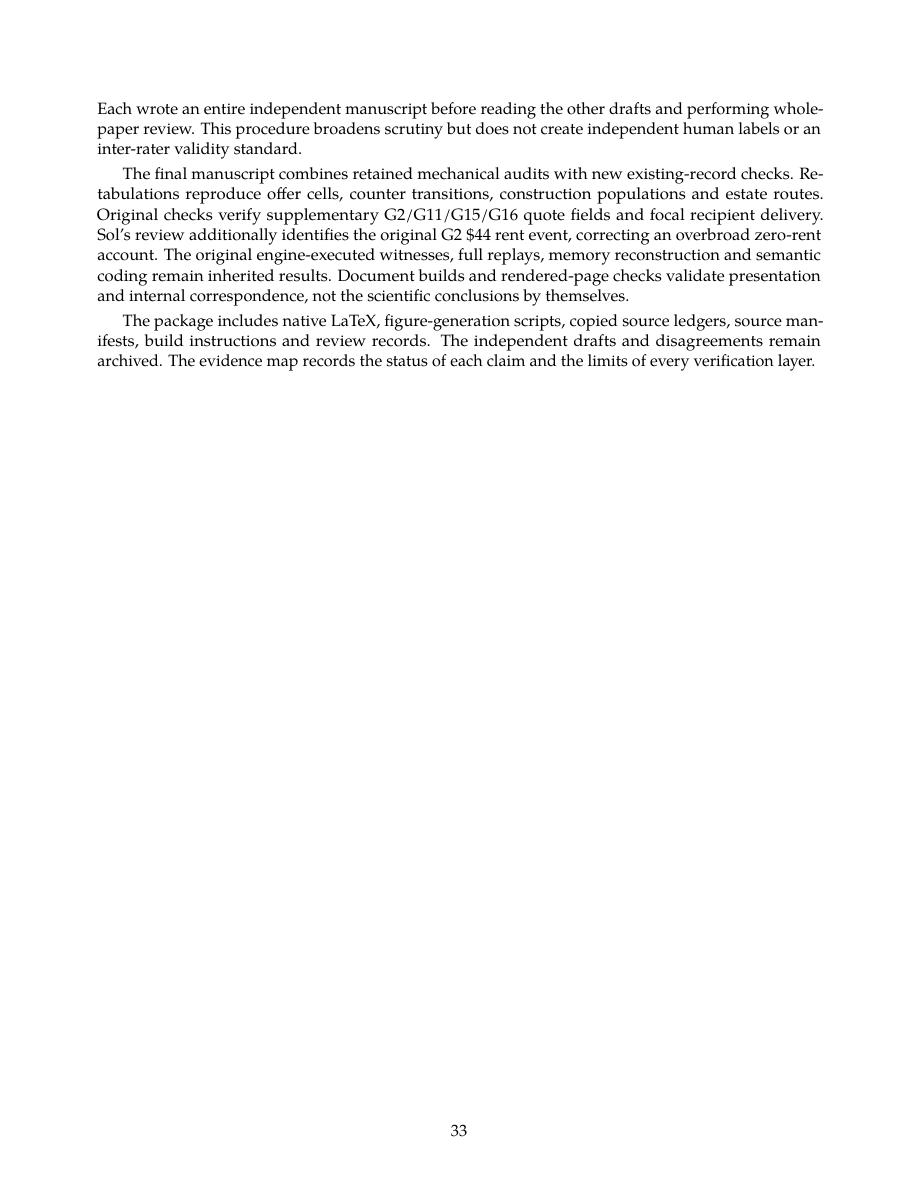 Each wrote an entire independent manuscript before reading the other drafts and performing whole-
paper review. This procedure broadens scrutiny but does not create independent human labels or an
inter-rater validity standard.
The final manuscript combines retained mechanical audits with new existing-record checks. Re-
tabulations reproduce offer cells, counter transitions, construction populations and estate routes.
Original checks verify supplementary G2/G11/G15/G16 quote fields and focal recipient delivery.
Sol's review additionally identifies the original G2 $44 rent event, correcting an overbroad zero-rent
account. The original engine-executed witnesses, full replays, memory reconstruction and semantic
coding remain inherited results. Document builds and rendered-page checks validate presentation
and internal correspondence, not the scientific conclusions by themselves.
The package includes native LaTeX, figure-generation scripts, copied source ledgers, source man-
ifests, build instructions and review records. The independent drafts and disagreements remain
archived. The evidence map records the status of each claim and the limits of every verification layer.
33